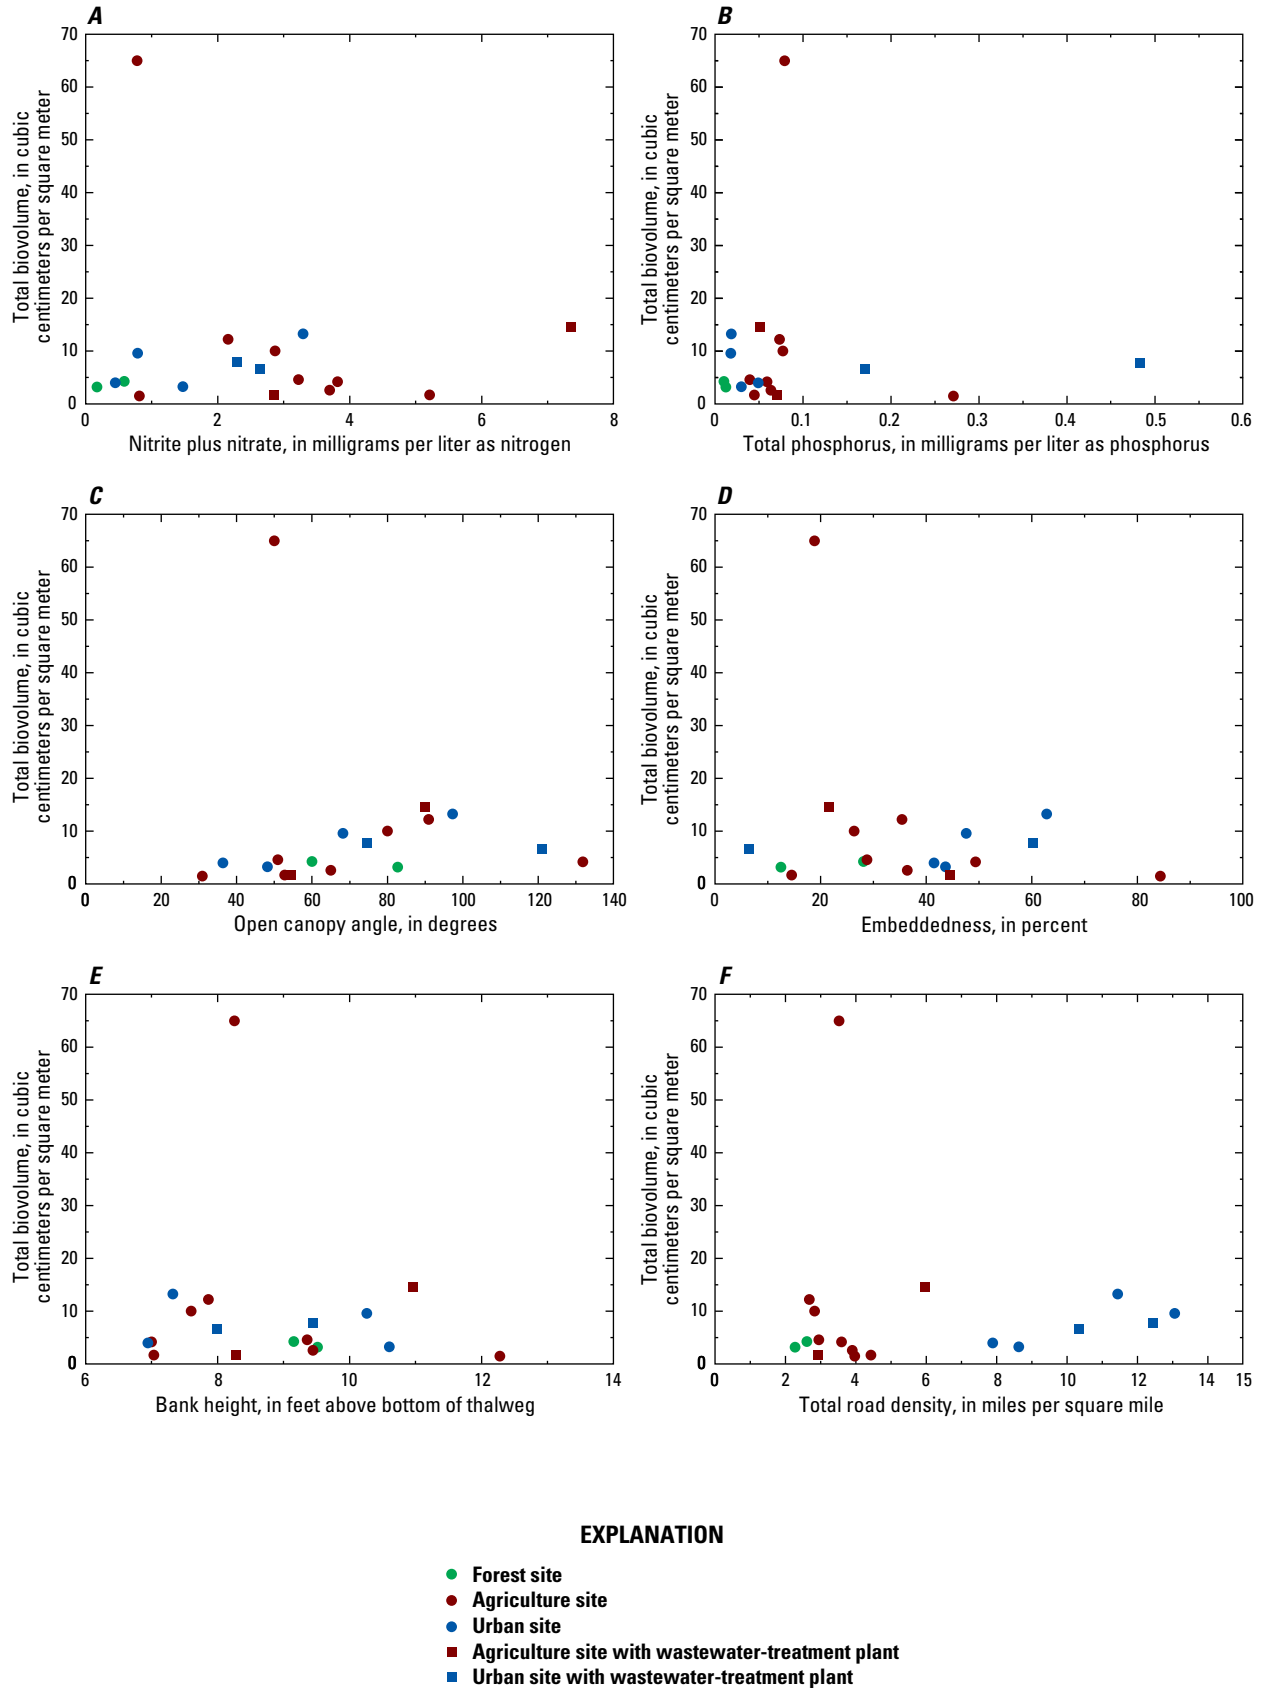 A
B
70
60
50
40
30
20
10
0
Total biovolume, in cubic
centimeters per square meter
0
2
4
6
8
Nitrite plus nitrate, in milligrams per liter as nitrogen
70
60
50
40
30
20
10
0
Total biovolume, in cubic
centimeters per square meter
0
0.1
0.2
0.3
0.4
0.5
0.6
Total phosphorus, in milligrams per liter as phosphorus
C
D
70
60
50
40
30
20
10
0
Total biovolume, in cubic
centimeters per square meter
0
20
40
60
80
100
120
140
Open canopy angle, in degrees
70
60
50
40
30
20
10
0
Total biovolume, in cubic
centimeters per square meter
0
20
40
60
80
100
Embeddedness, in percent
E
F
70
60
50
40
30
20
10
0
Total biovolume, in cubic
centimeters per square meter
6
8
10
12
14
Bank height, in feet above bottom of thalweg
70
60
50
40
30
20
10
0
Total biovolume, in cubic
centimeters per square meter
0
2
4
6
8
10
12
14
15
Total road density, in miles per square mile
EXPLANATION
Forest site
Agriculture site
Urban site
Agriculture site with wastewater-treatment plant
Urban site with wastewater-treatment plant